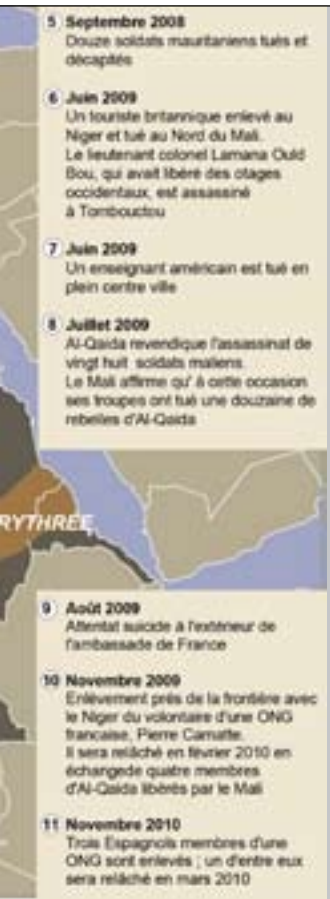 5 Septembre 2008
Douze soldats mauritaniens tués et
décapités
6 Juin 2009
Un touriste britannique enlevé au
Niger et tué au Nord du Mali.
Le lieutenant colonel Lamana Ould
Bou, qui avait libéré des otages
occidentaux, est assassiné
à Tombouctou
7 Juin 2009
Un enseignant américain est tué en
plein centre ville
8 Juillet 2009
Al-Qaida revendique l'assassinat de
vingt huit soldats maliens.
Le Mali affirme qu' à cette occasion
ses troupes ont tué une douzaine de
rebelles d'Al-Qaida
RYTHREE
9 Août 2009
Attentat suicide à l'extérieur de
l'ambassade de France
10 Novembre 2009
Enlèvement près de la frontière avec
le Niger du volontaire d'une ONG
francaise, Pierre Camatte.
Il sera relâché en février 2010 en
échangede quatre membres
d'Al-Qaida libérés par le Mali
11 Novembre 2010
Trois Espagnols membres d'une
ONG sont enlevés ; un d'entre eux
sera relâché en mars 2010